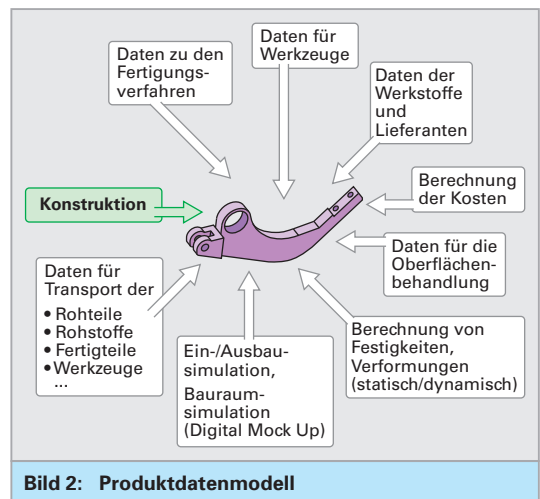 Daten für
Werkzeuge
Daten zu den
Fertigungs-
verfahren
Daten der
Werkstoffe
und
Lieferanten
Konstruktion
Berechnung
der Kosten
Daten für die
Oberflächen-
behandlung
Daten für
Transport der
• Rohteile
• Rohstoffe
• Fertigteile
• Werkzeuge
...
Ein-/Ausbau-
simulation,
Bauraum-
simulation
(Digital Mock Up)
Berechnung von
Festigkeiten,
Verformungen
(statisch/dynamisch)
Bild 2: Produktdatenmodell